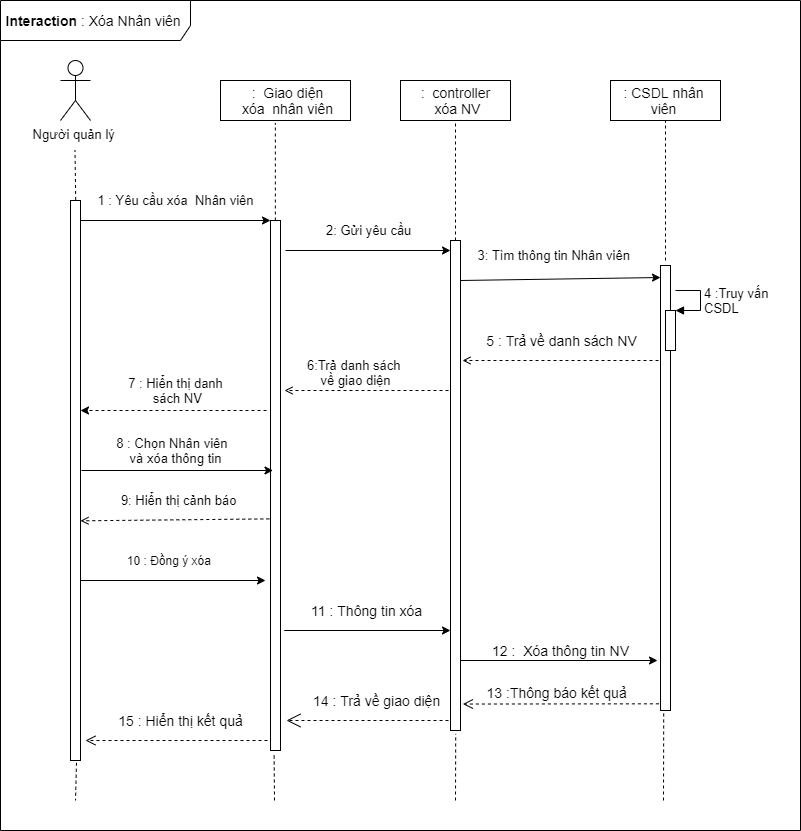 Interaction : Xóa Nhân viên
Người quản lý
: Giao diện
xóa nhân viên
: controller
xóa NV
: CSDL nhân
viên
1 : Yêu cầu xóa Nhân viên
2: Gửi yêu cầu
3: Tìm thông tin Nhân viên
4 :Truy vấn
CSDL
5 : Trả về danh sách NV
6:Trả danh sách
về giao diện
7 : Hiển thị danh
sách NV
8 : Chọn Nhân viên
và xóa thông tin
9: Hiển thị cảnh báo
10 : Đồng ý xóa
11 : Thông tin xóa
12 : Xóa thông tin NV
13 :Thông báo kết quả
14 : Trả về giao diện
15 : Hiển thị kết quả